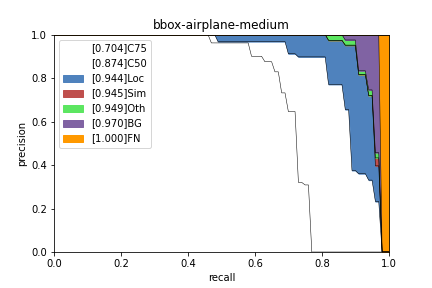 bbox-airplane-medium
1.0
0.8
0.6
0.4
0.2
0.0
precision
[0.704]C75
[0.874]C50
[0.944]Loc
[0.945]Sim
[0.949]Oth
[0.970]BG
[1.000]FN
0.0 0.2 0.4 0.6 0.8 1.0
recall